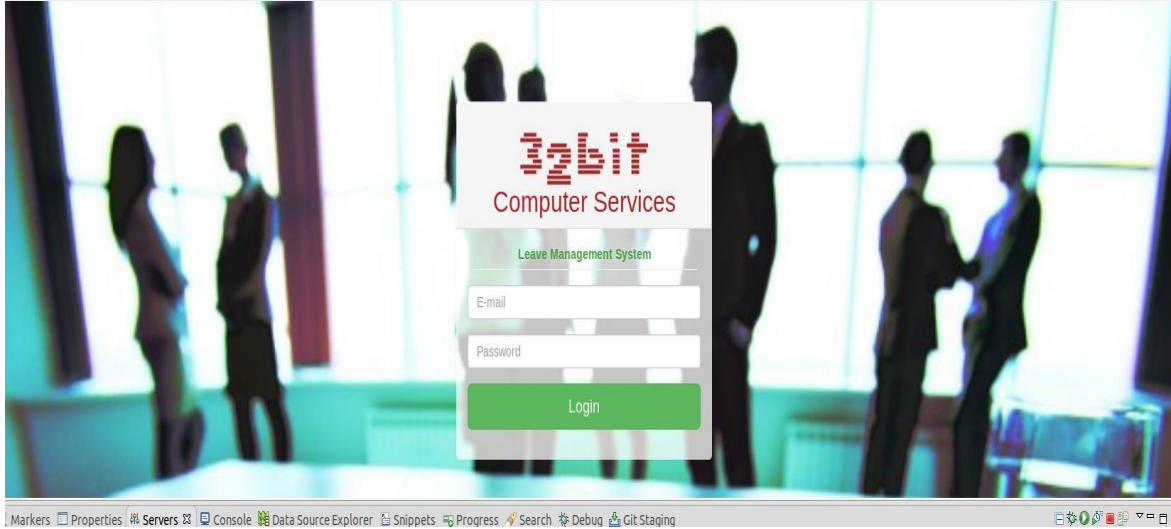 32bit
Computer Services
Leave Management System
E-mail
Password
Login
Markers Properties Servers Console Data Source Explorer Snippets Progress Search Debug Git Staging